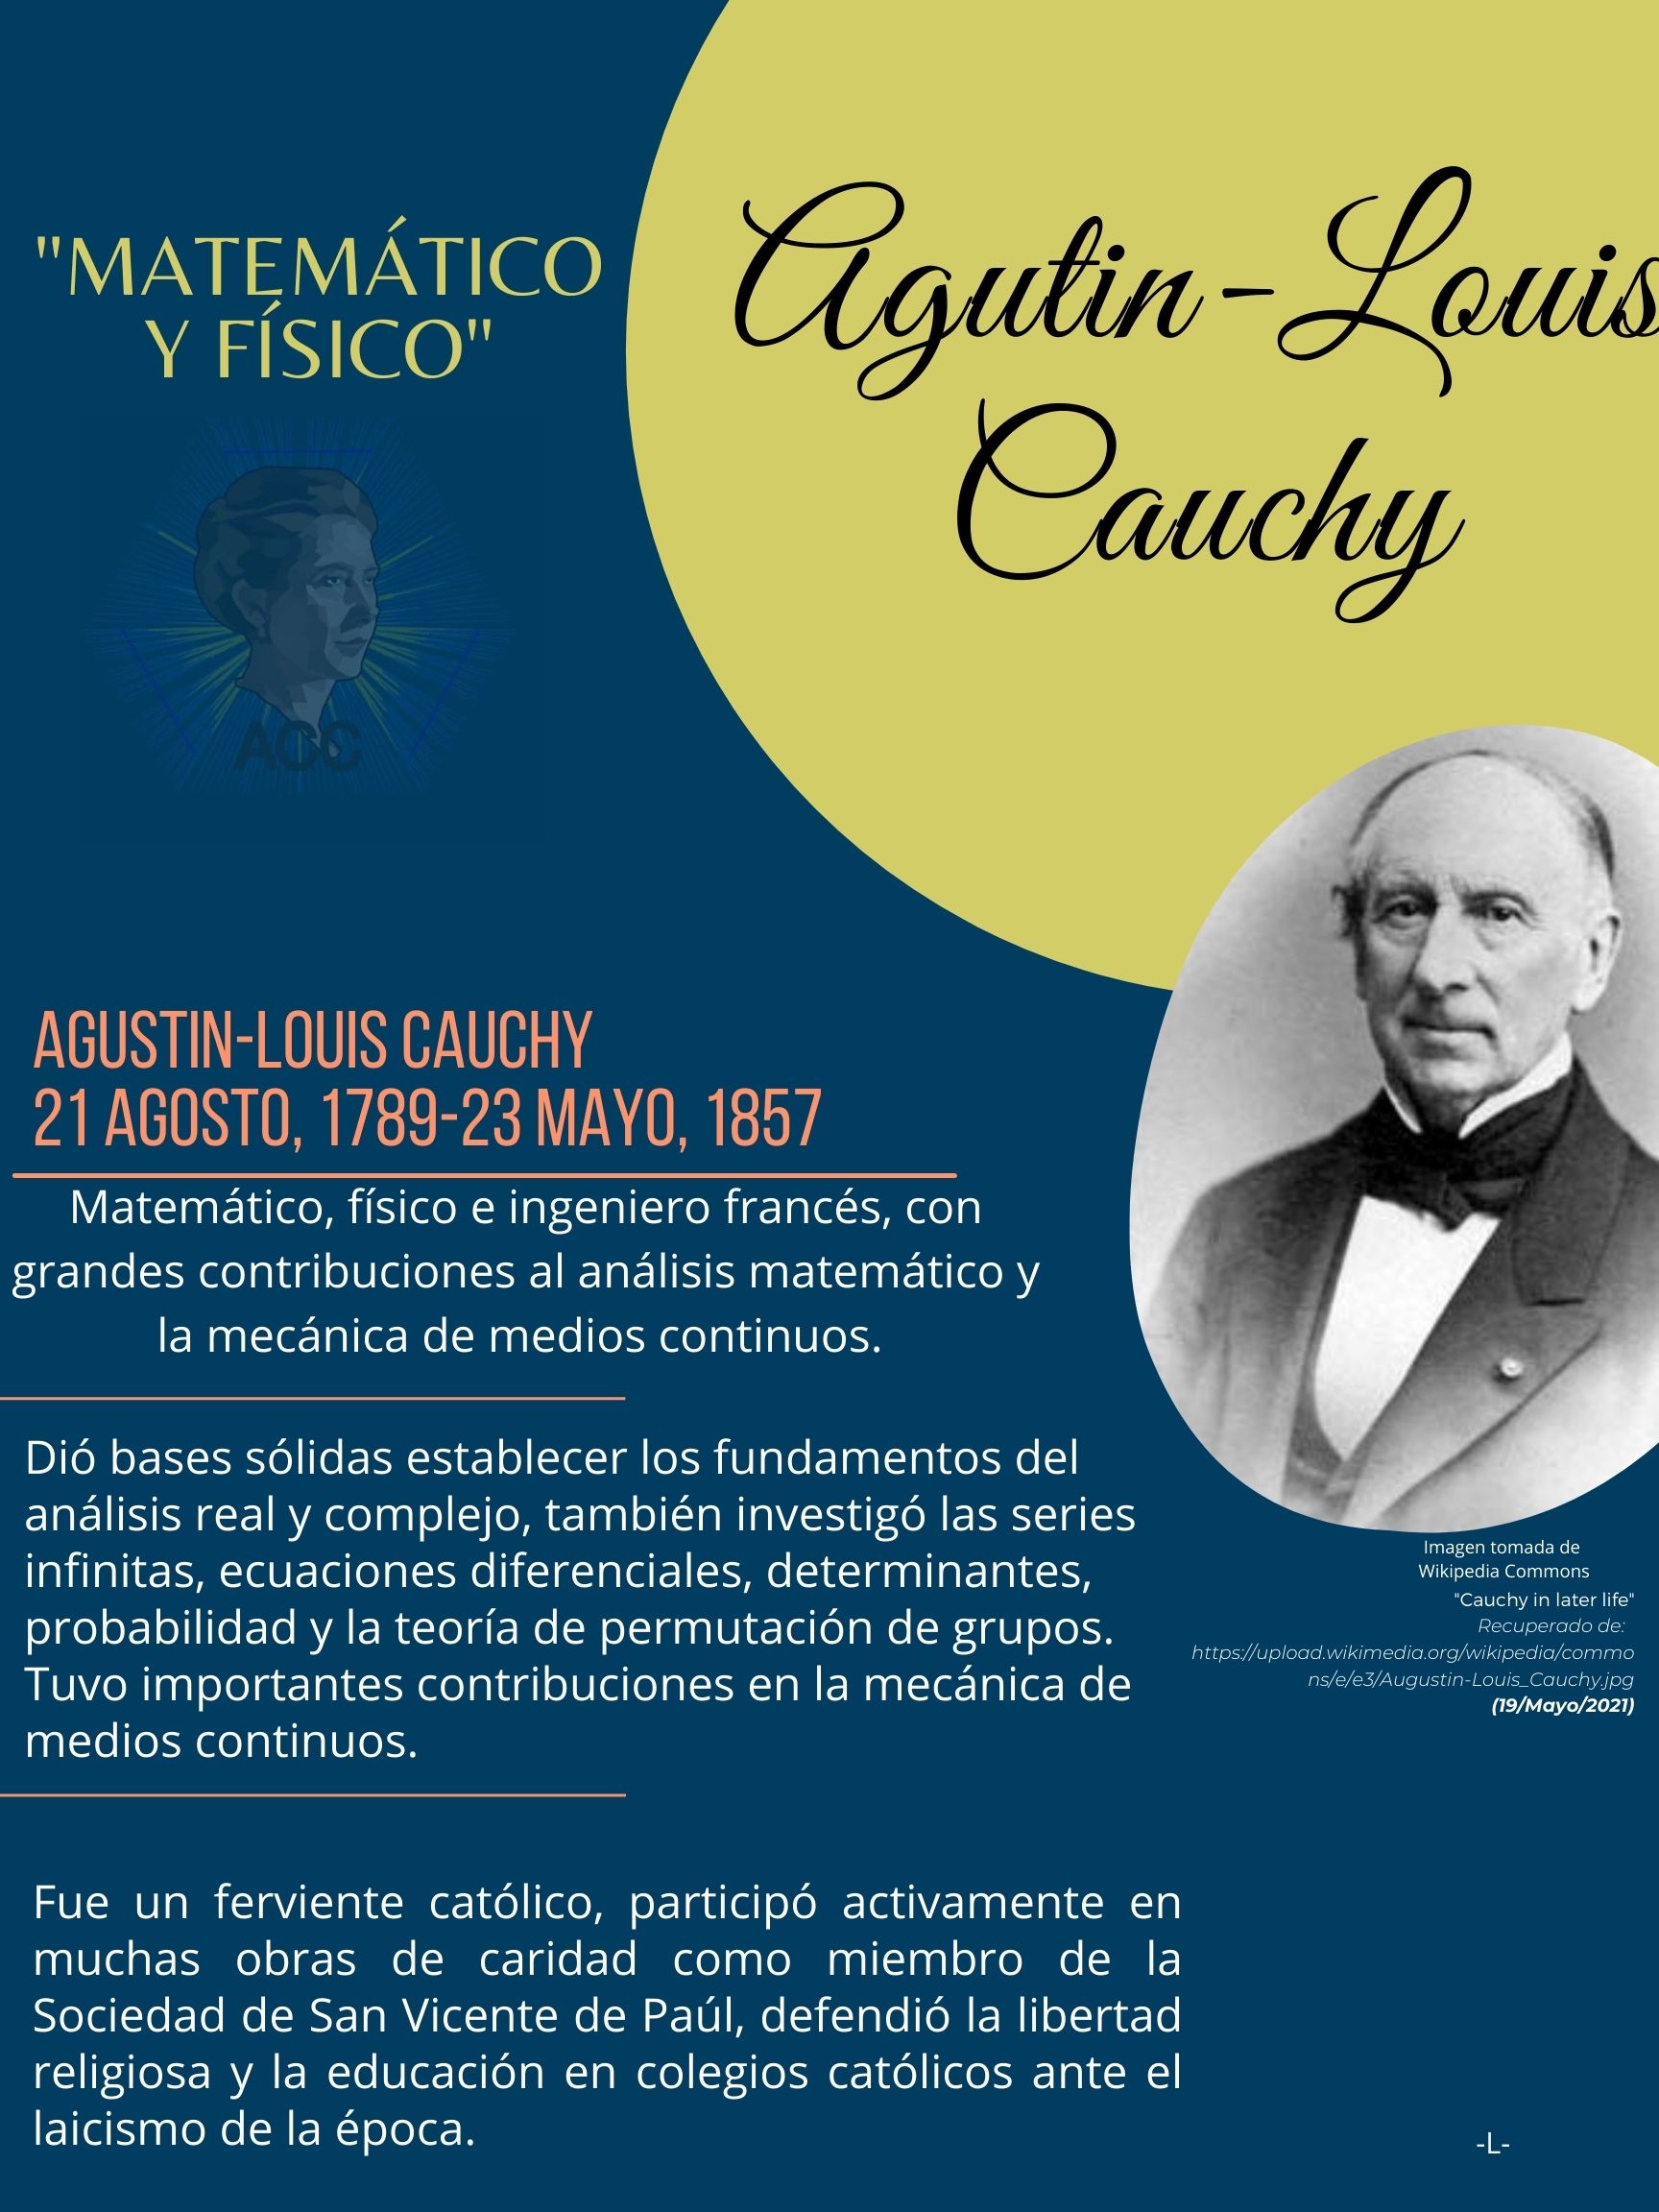 "MATEMÁTICO
Y FÍSICO"
Agutin-Louis
Cauchy
ACC
AGUSTIN-LOUIS CAUCHY
21 AGOSTO, 1789-23 MAYO, 1857
Matemático, físico e ingeniero francés, con
grandes contribuciones al análisis matemático y
la mecánica de medios continuos.
Dió bases sólidas establecer los fundamentos del
análisis real y complejo, también investigó las series
infinitas, ecuaciones diferenciales, determinantes,
probabilidad y la teoría de permutación de grupos.
Tuvo importantes contribuciones en la mecánica de
medios continuos.
Imagen tomada de
Wikipedia Commons
"Cauchy in later life"
Recuperado de:
https://upload.wikimedia.org/wikipedia/commo
ns/e/e3/Augustin-Louis_Cauchy.jpg
(19/Mayo/2021)
Fue un ferviente católico, participó activamente en
muchas obras de caridad como miembro de la
Sociedad de San Vicente de Paúl, defendió la libertad
religiosa y la educación en colegios católicos ante el
laicismo de la época.
-L-